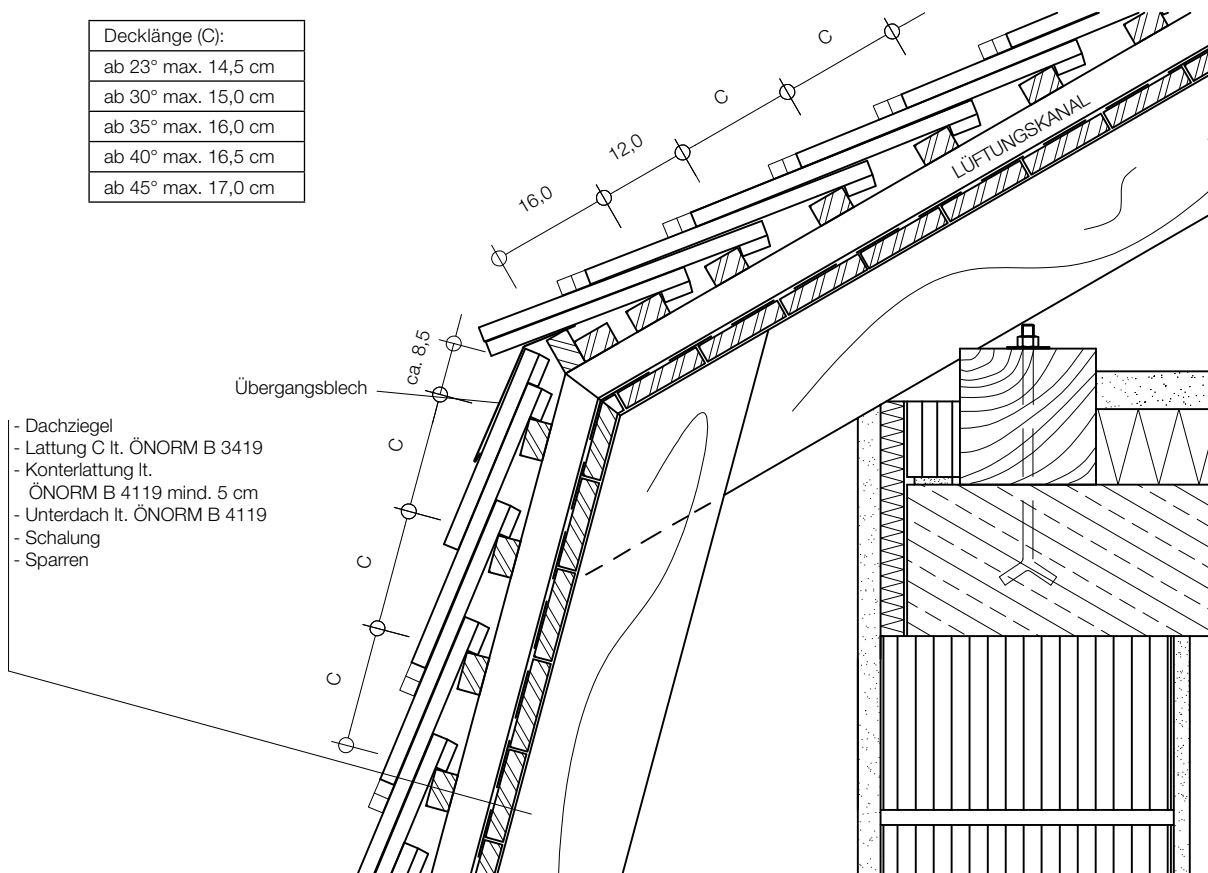 Decklänge (C):
ab 23° max. 14,5 cm
ab 30° max. 15,0 cm
ab 35° max. 16,0 cm
ab 40° max. 16,5 cm
ab 45° max. 17,0 cm
C
C
12,0
16,0
LÜFTUNGSKANAL
ca. 8,5
Übergangsblech
C
C
C
- Dachziegel
- Lattung C lt. ÖNORM B 3419
- Konterlattung lt.
ÖNORM B 4119 mind. 5 cm
- Unterdach lt. ÖNORM B 4119
- Schalung
- Sparren